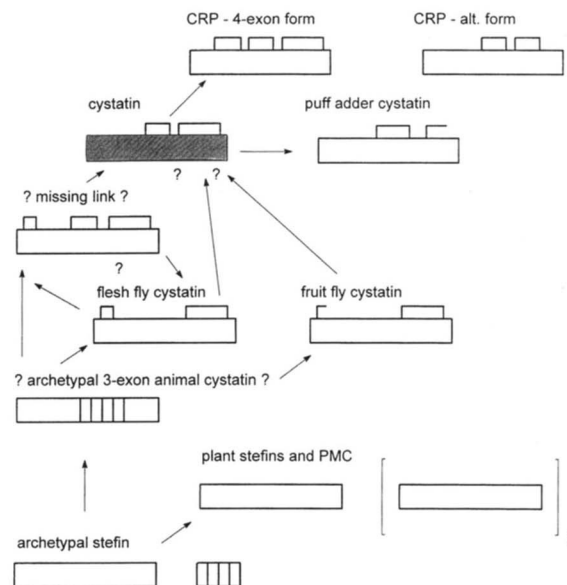 CRP - 4-exon form
CRP - alt. form
cystatin
puff adder cystatin
? ?
? missing link ?
?
flesh fly cystatin
fruit fly cystatin
? archetypal 3-exon animal cystatin ?
plant stefins and PMC
archetypal stefin